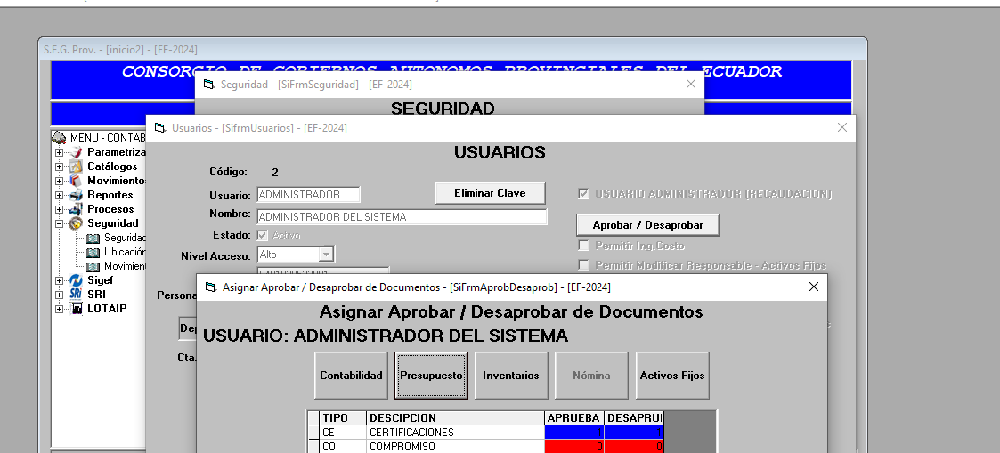 S.F.G. Prov. - [inicio2] - [EF-2024]
CONSORCIO DE GOBIERNOS AUTONOMOS PROVINCIALES DEL ECUADOR
Seguridad - [SiFrmSeguridad] - [EF-2024]
SEGURIDAD
Usuarios - [SifrmUsuarios] - [EF-2024]
USUARIOS
MENU - CONTAB
Parametriza
Catálogos
Movimiento
Reportes
Procesos
Seguridad
Seguridad
Ubicación
Movimien
Sigef
SRI
LOTAIP
Código: 2
Usuario: ADMINISTRADOR
Eliminar Clave
USUARIO ADMINISTRADOR (RECAUDACION)
Nombre: ADMINISTRADOR DEL SISTEMA
Aprobar / Desaprobar
Estado: Activo
Permitir Ing.Costo
Nivel Acceso: Alto
Permitir Modificar Responsable - Activos Fijos
Persona
Dep
Cta.
Asignar Aprobar / Desaprobar de Documentos - [SiFrmAprobDesaprob] - [EF-2024]
Asignar Aprobar / Desaprobar de Documentos
USUARIO: ADMINISTRADOR DEL SISTEMA
Contabilidad Presupuesto Inventarios Nómina Activos Fijos
TIPO DESCIPCION APRUEBA DESAPRUI
CE CERTIFICACIONES 1 1
CO COMPROMISO 0 0